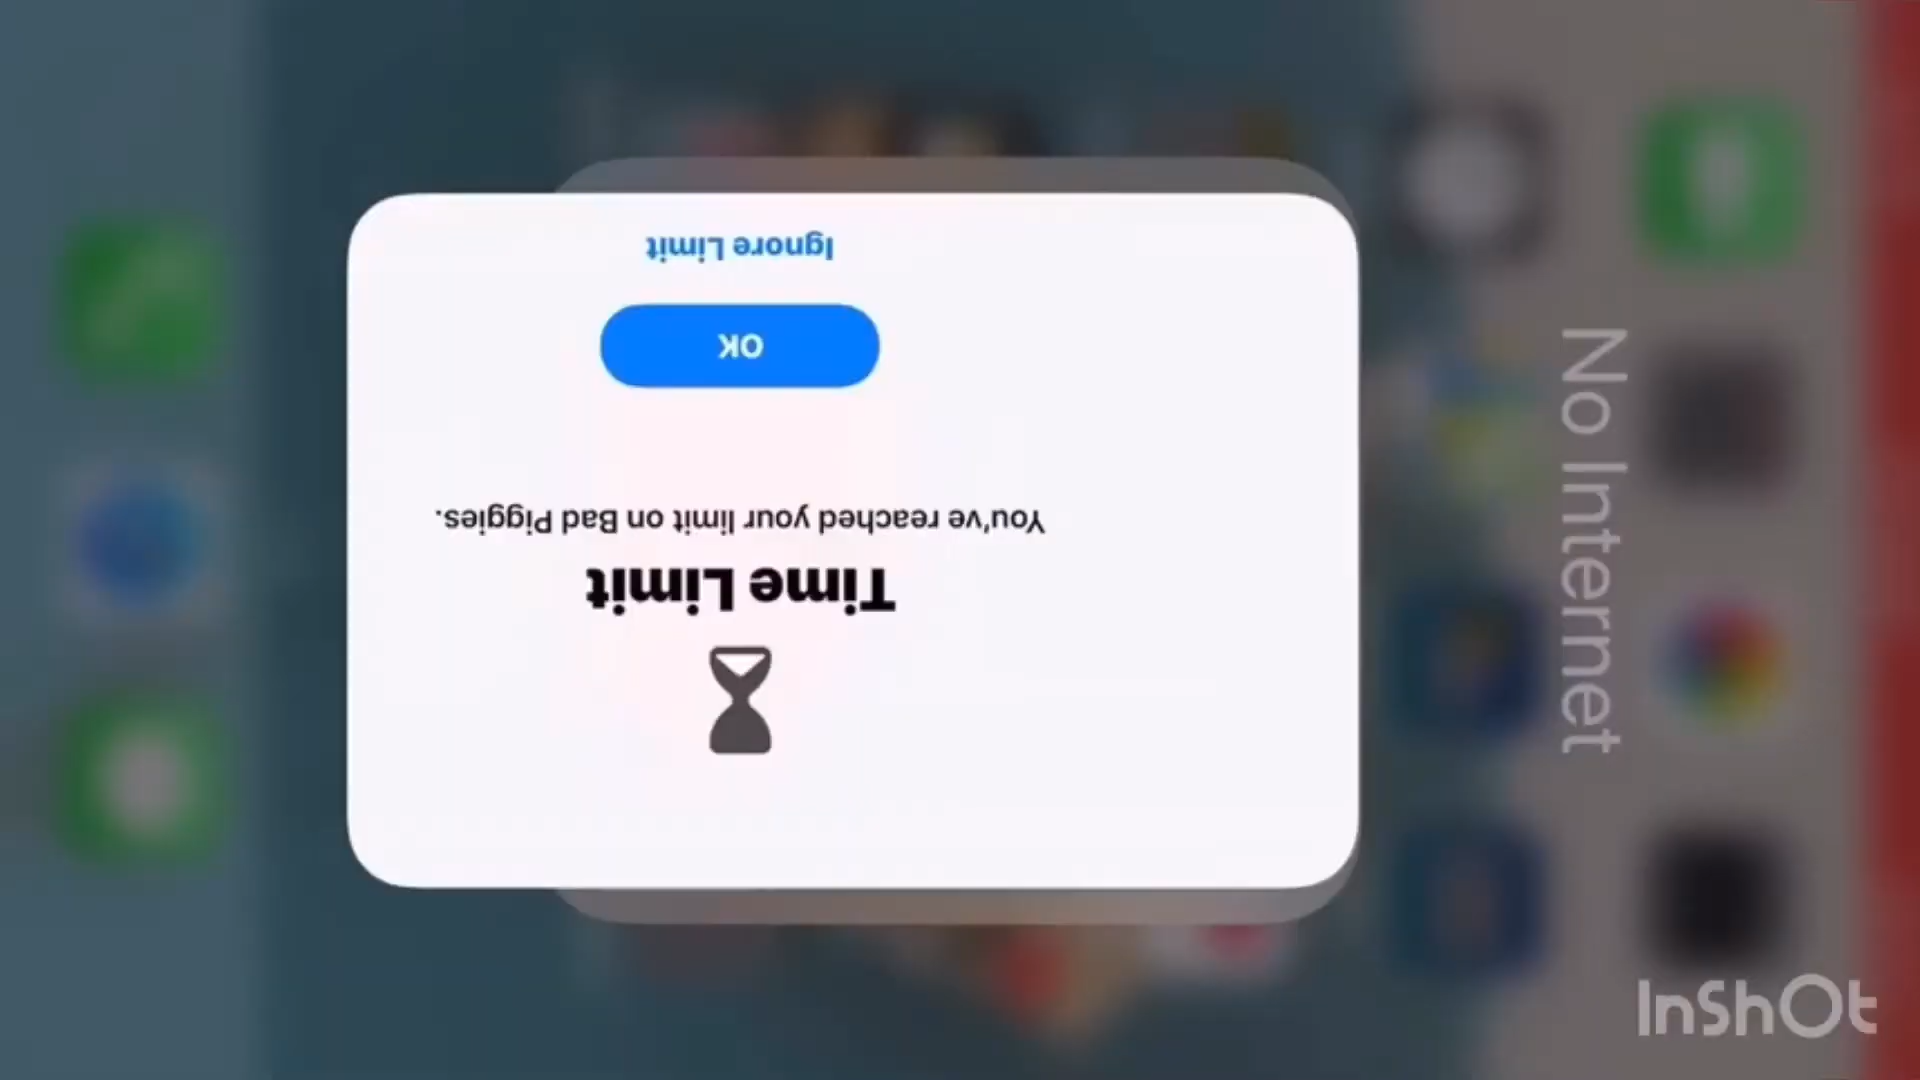 Time Limit
You've reached your limit on Bad Piggies.
OK
Ignore Limit
No Internet
InShOt